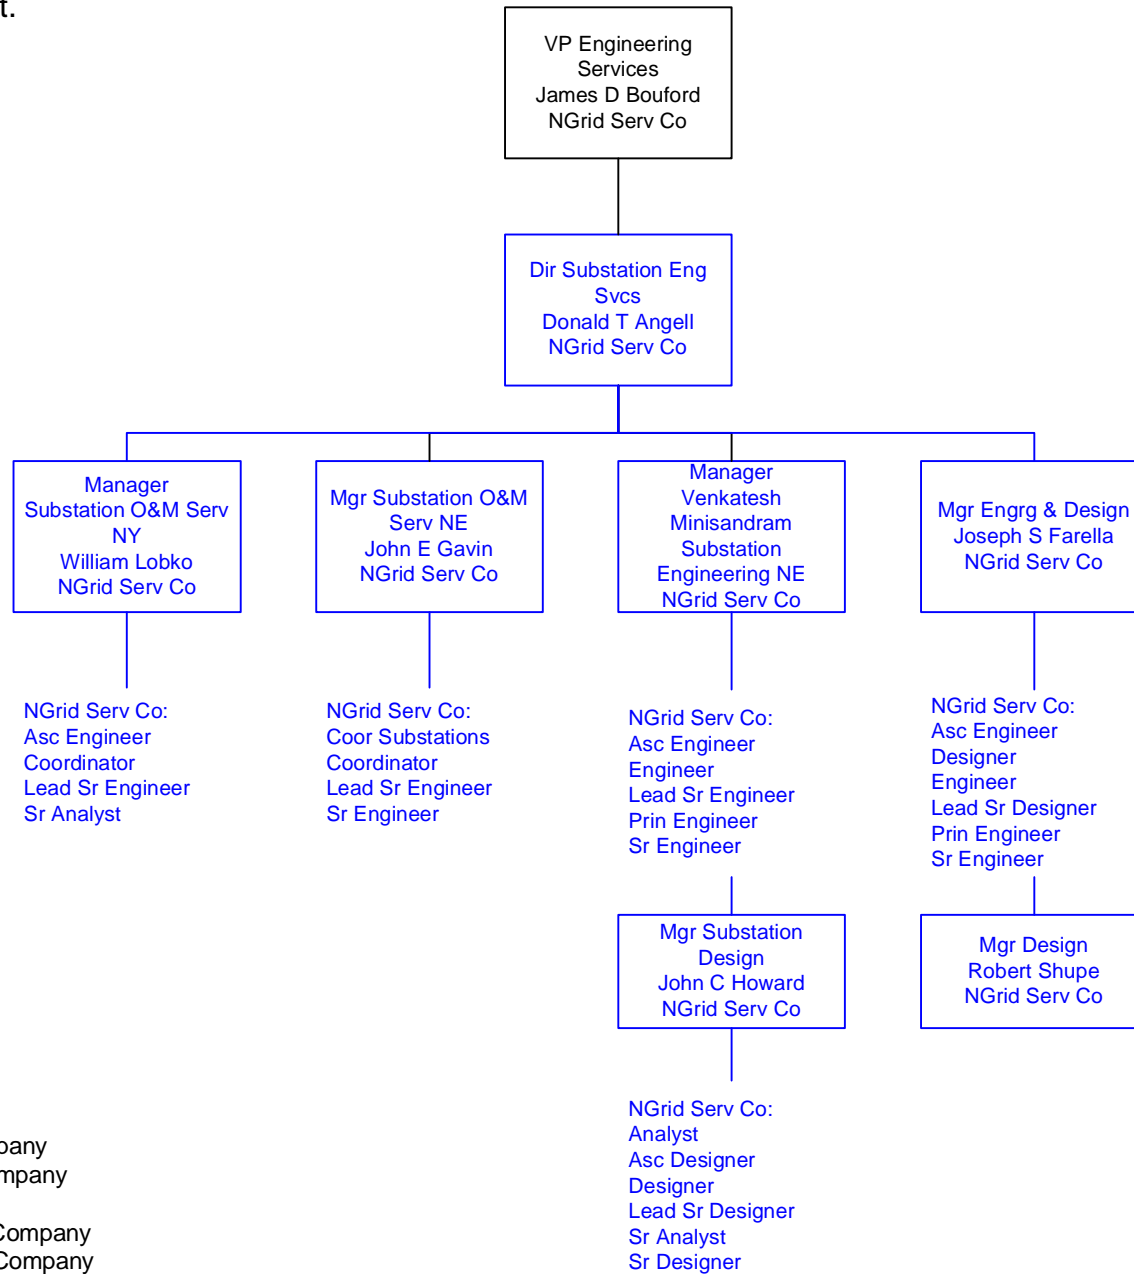 t.
VP Engineering
Services
James D Bouford
NGrid Serv Co
Dir Substation Eng
Svcs
Donald T Angell
NGrid Serv Co
Manager
Substation O&M Serv
NY
William Lobko
NGrid Serv Co
Mgr Substation O&M
Serv NE
John E Gavin
NGrid Serv Co
Manager
Venkatesh
Minisandram
Substation
Engineering NE
NGrid Serv Co
Mgr Engrg & Design
Joseph S Farella
NGrid Serv Co
NGrid Serv Co:
Asc Engineer
Coordinator
Lead Sr Engineer
Sr Analyst
NGrid Serv Co:
Coor Substations
Coordinator
Lead Sr Engineer
Sr Engineer
NGrid Serv Co:
Asc Engineer
Engineer
Lead Sr Engineer
Prin Engineer
Sr Engineer
NGrid Serv Co:
Asc Engineer
Designer
Engineer
Lead Sr Designer
Prin Engineer
Sr Engineer
Mgr Substation
Design
John C Howard
NGrid Serv Co
Mgr Design
Robert Shupe
NGrid Serv Co
NGrid Serv Co:
Analyst
Asc Designer
Designer
Lead Sr Designer
Sr Analyst
Sr Designer
pany
mpany
Company
Company